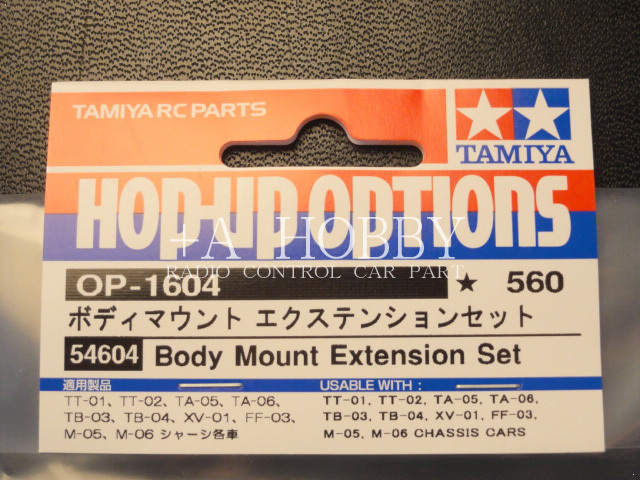 TAMIYA RC PARTS
TAMIYA
HOP-UP OPTIONS
+A HOBBY
RADIO CONTROL CAR PART
OP-1604 ★ 560
ボディマウント エクステンションセット
54604 Body Mount Extension Set
適用製品
TT-01、TT-02、TA-05、TA-06、
TB-03、TB-04、XV-01、FF-03、
M-05、M-06 シャーシ各車
USABLE WITH :
TT-01, TT-02, TA-05, TA-06,
TB-03, TB-04, XV-01, FF-03,
M-05, M-06 CHASSIS CARS